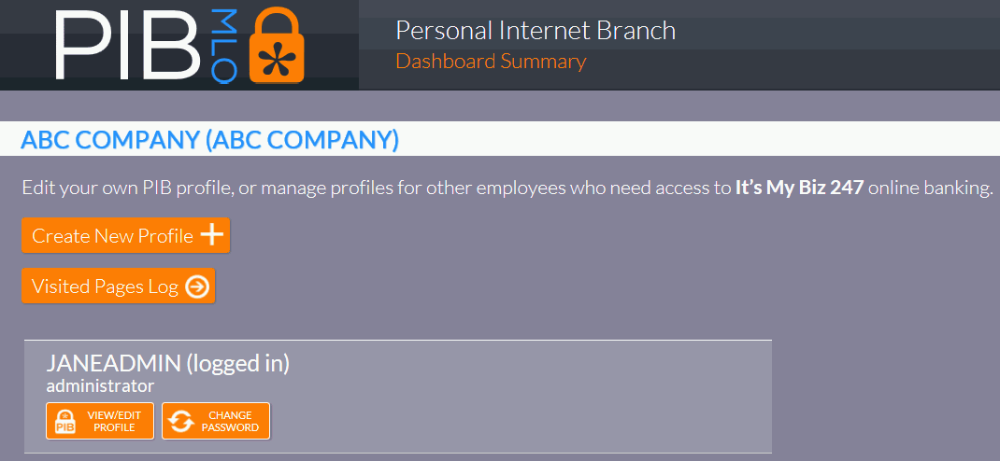 PIB MLO
Personal Internet Branch
Dashboard Summary
ABC COMPANY (ABC COMPANY)
Edit your own PIB profile, or manage profiles for other employees who need access to It's My Biz 247 online banking.
Create New Profile
Visited Pages Log
JANEADMIN (logged in)
administrator
PIB
VIEW/EDIT
PROFILE
CHANGE
PASSWORD